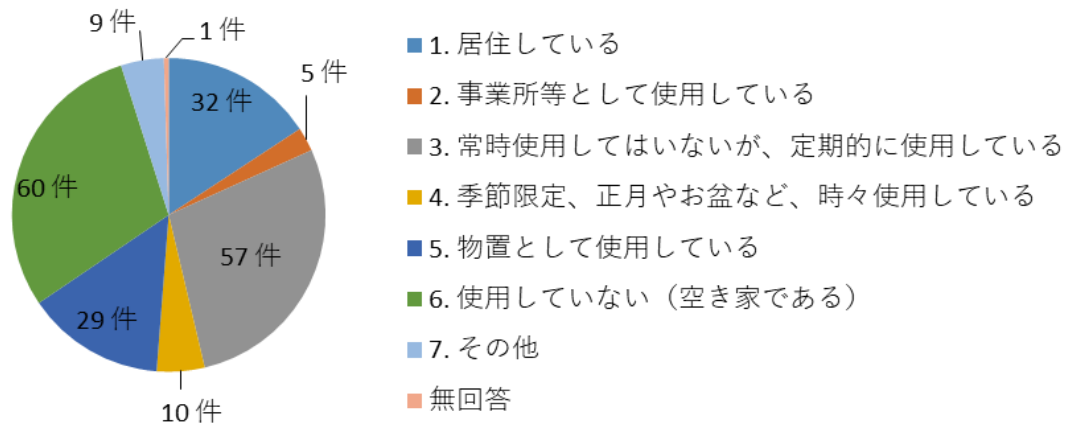 9 件
1 件
5 件
32 件
60 件
57 件
29 件
10 件
1. 居住している
2. 事業所等として使用している
3. 常時使用してはいないが、定期的に使用している
4. 季節限定、正月やお盆など、時々使用している
5. 物置として使用している
6. 使用していない（空き家である）
7. その他
無回答